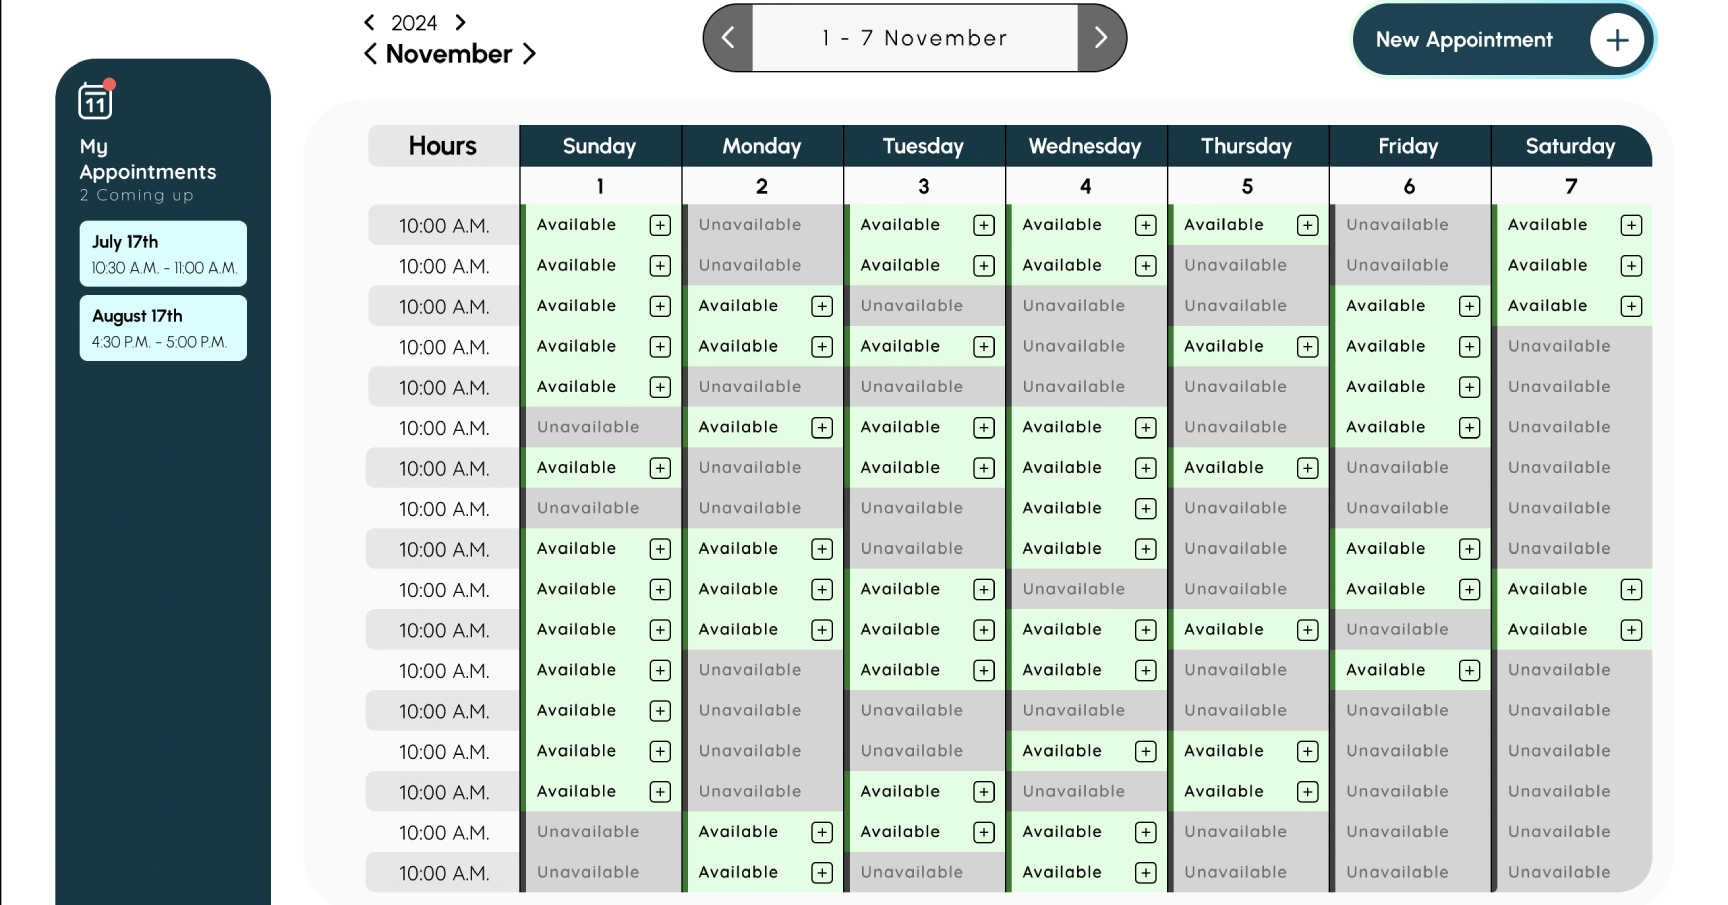 2024
November
1 - 7 November
New Appointment
11
My
Appointments
2 Coming up
July 17th
10:30 A.M. - 11:00 A.M.
August 17th
4:30 P.M. - 5:00 P.M.
Hours Sunday Monday Tuesday Wednesday Thursday Friday Saturday
1 2 3 4 5 6 7
10:00 A.M. Available Unavailable Available Available Available Unavailable Available
10:00 A.M. Available Unavailable Available Available Unavailable Unavailable Available
10:00 A.M. Available Available Unavailable Unavailable Unavailable Available Available
10:00 A.M. Available Available Available Unavailable Available Available Unavailable
10:00 A.M. Available Unavailable Unavailable Unavailable Unavailable Available Unavailable
10:00 A.M. Unavailable Available Available Available Unavailable Available Unavailable
10:00 A.M. Available Unavailable Available Available Available Unavailable Unavailable
10:00 A.M. Unavailable Unavailable Unavailable Available Unavailable Unavailable Unavailable
10:00 A.M. Available Available Unavailable Available Unavailable Available Unavailable
10:00 A.M. Available Available Available Unavailable Unavailable Available Available
10:00 A.M. Available Available Available Available Available Unavailable Available
10:00 A.M. Available Unavailable Available Available Unavailable Available Unavailable
10:00 A.M. Available Unavailable Unavailable Unavailable Unavailable Unavailable Unavailable
10:00 A.M. Available Unavailable Unavailable Available Available Unavailable Unavailable
10:00 A.M. Available Unavailable Available Unavailable Available Unavailable Unavailable
10:00 A.M. Unavailable Available Available Available Unavailable Unavailable Unavailable
10:00 A.M. Unavailable Available Unavailable Available Unavailable Unavailable Unavailable